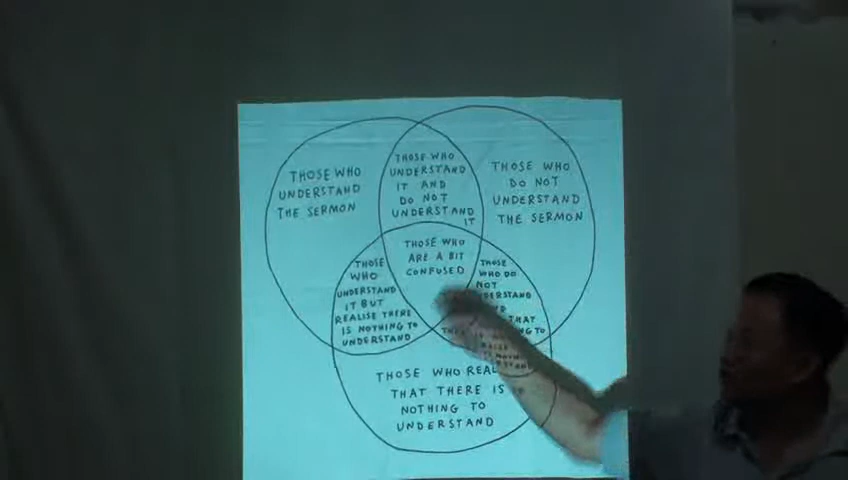 THOSE WHO
UNDERSTAND
THE SERMON
THOSE WHO
UNDERSTAND
IT AND
DO NOT
UNDERSTAND
IT
THOSE WHO
DO NOT
UNDERSTAND
THE SERMON
THOSE WHO
ARE A BIT
CONFUSED
THOSE
WHO
UNDERSTAND
IT BUT
REALISE THERE
IS NOTHING TO
UNDERSTAND
THOSE
WHO DO
NOT
THAT
TO
THOSE WHO
THAT THERE IS
NOTHING TO
UNDERSTAND